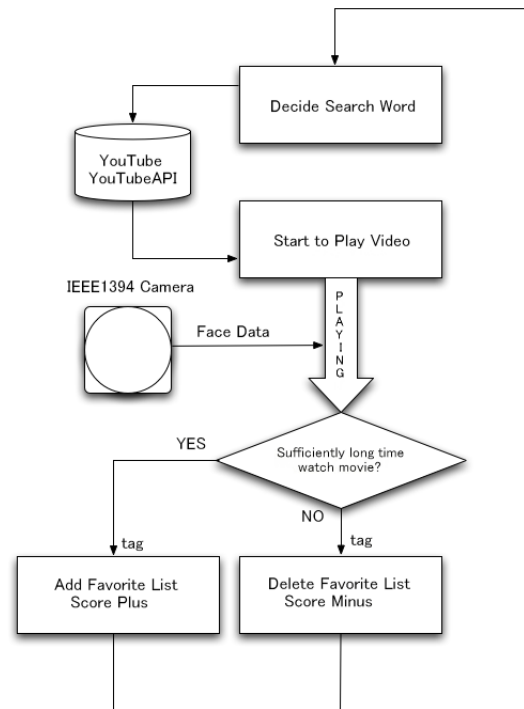 Decide Search Word
YouTube
YouTubeAPI
Start to Play Video
IEEE1394 Camera
Face Data
PLAYING
Sufficiently long time
watch movie?
YES
NO
tag
tag
Add Favorite List
Score Plus
Delete Favorite List
Score Minus